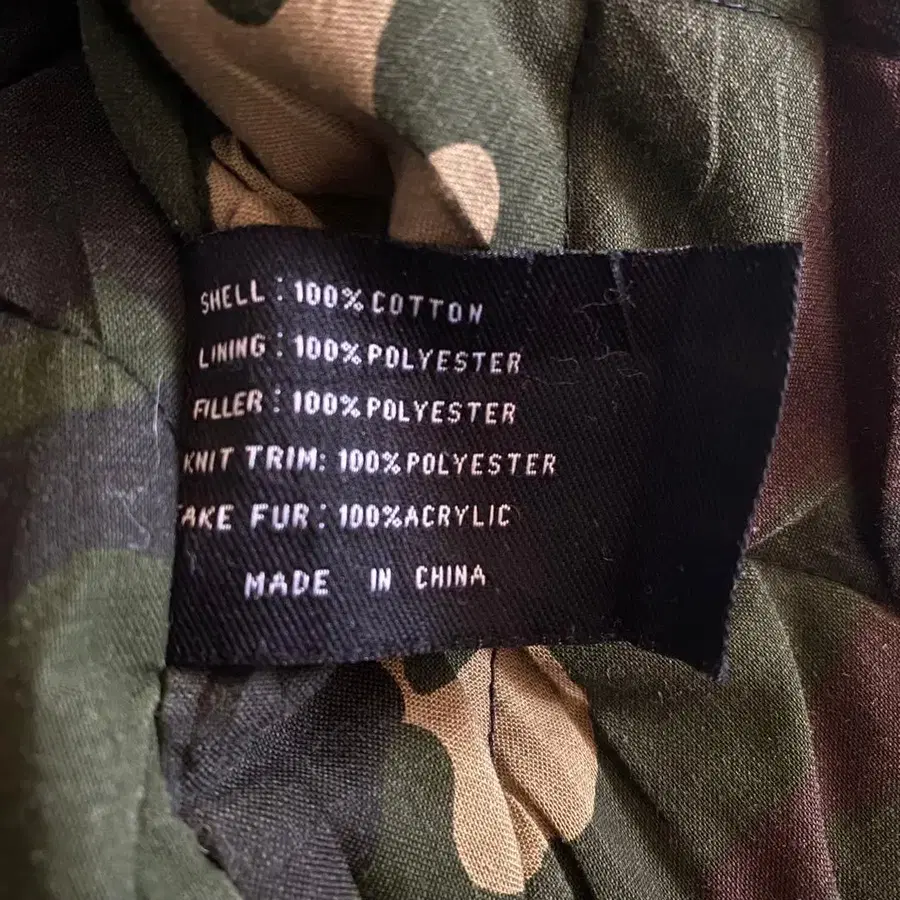 SHELL : 100% COTTON
LINING : 100% POLYESTER
FILLER : 100% POLYESTER
KNIT TRIM: 100% POLYESTER
FAKE FUR: 100% ACRYLIC
MADE IN CHINA